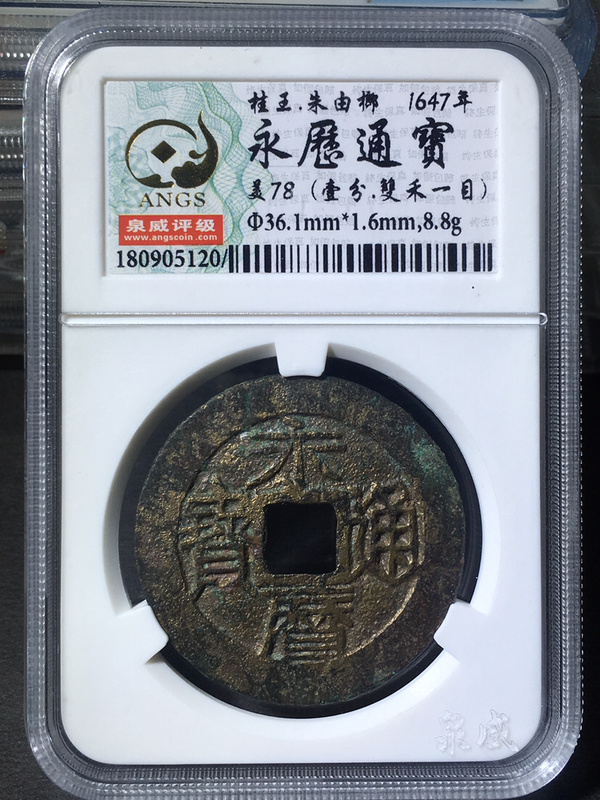 桂王.朱由榔 1647年
永曆通寶
美78（壹分.雙禾一目）
Φ36.1mm*1.6mm,8.8g
ANGS
泉威评级
www.angscoin.com
180905120/
永
寶 通
曆
泉威